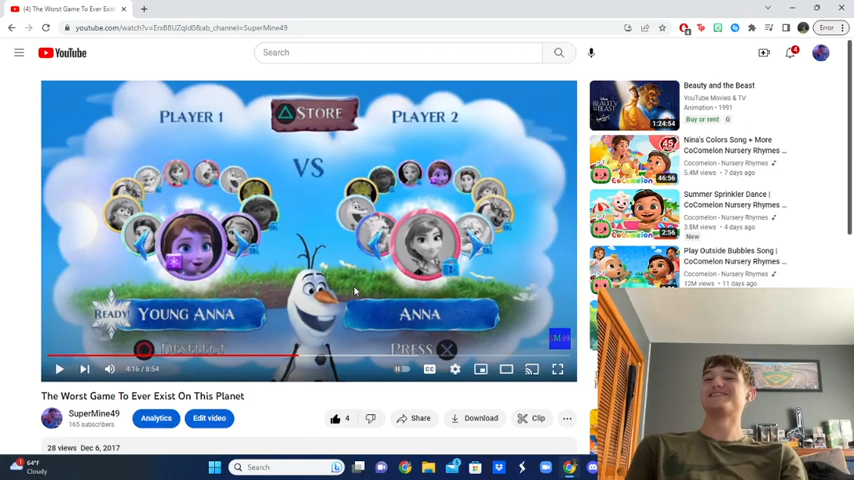 (4) The Worst Game To Ever Exist
youtube.com/watch?v=ErxB8UZqId0&ab_channel=SuperMine49
Error
YouTube
Search
4
PLAYER 1
STORE
PLAYER 2
VS
READY
YOUNG ANNA
ANNA
DESELECT
PRESS
SM49
4:16 / 8:54
CC
The Worst Game To Ever Exist On This Planet
SuperMine49
165 subscribers
Analytics
Edit video
4
Share
Download
Clip
28 views Dec 6, 2017
Beauty and the Beast
YouTube Movies & TV
Animation • 1991
Buy or rent
G
1:24:54
Nina's Colors Song + More
CoComelon Nursery Rhymes ...
Cocomelon - Nursery Rhymes
5.4M views • 7 days ago
46:56
Summer Sprinkler Dance |
CoComelon Nursery Rhymes ...
Cocomelon - Nursery Rhymes
3.8M views • 4 days ago
New
2:56
Play Outside Bubbles Song |
CoComelon Nursery Rhymes ...
Cocomelon - Nursery Rhymes
12M views • 11 days ago
64°F
Cloudy
Search